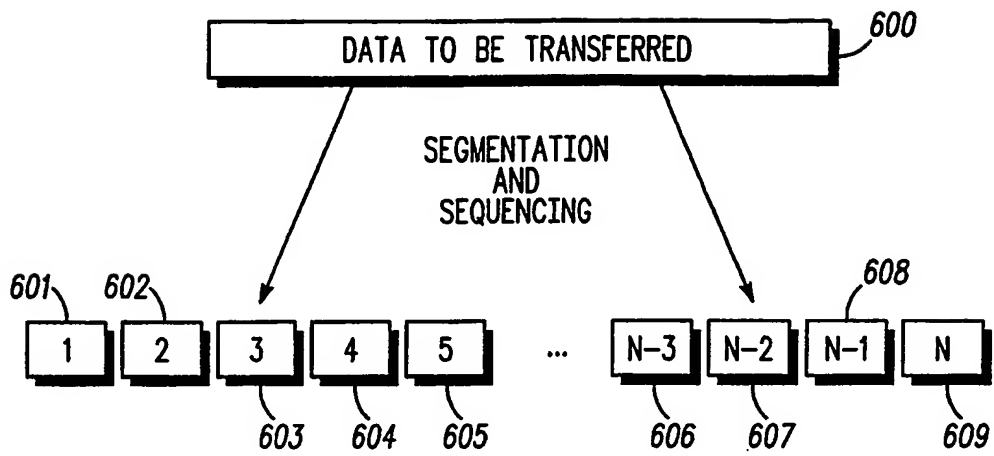 600
DATA TO BE TRANSFERRED
SEGMENTATION
AND
SEQUENCING
601 602 608
1 2 3 4 5 ... N-3 N-2 N-1 N
603 604 605 606 607 609